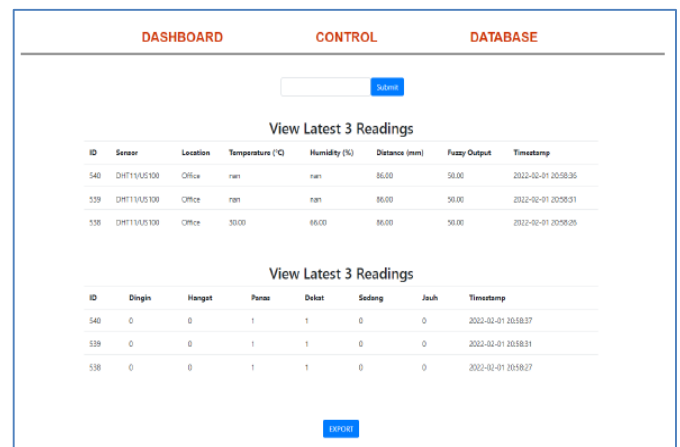 DASHBOARD CONTROL DATABASE
Submit
View Latest 3 Readings
ID Sensor Location Temperature (°C) Humidity (%) Distance (mm) Fuzzy Output Timestamp
540 DHT11/US100 Office nan nan 86.00 50.00 2022-02-01 20:58:36
539 DHT11/US100 Office nan nan 86.00 50.00 2022-02-01 20:58:31
538 DHT11/US100 Office 30.00 66.00 86.00 50.00 2022-02-01 20:58:26
View Latest 3 Readings
ID Dingin Hangat Panas Dekat Sedang Jauh Timestamp
540 0 0 1 1 0 0 2022-02-01 20:58:37
539 0 0 1 1 0 0 2022-02-01 20:58:31
538 0 0 1 1 0 0 2022-02-01 20:58:27
EXPORT